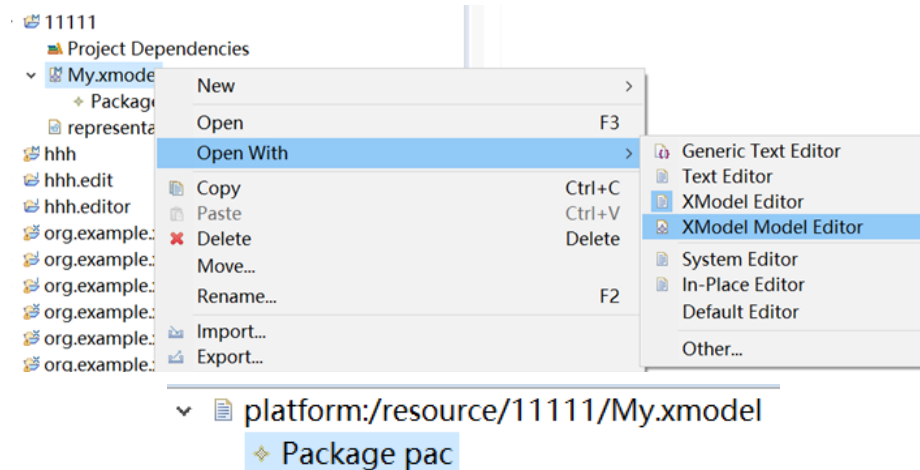 11111
Project Dependencies
My.xmode
Package
representa
hhh
hhh.edit
hhh.editor
org.example.
org.example.
org.example.
org.example.
org.example.
org.example.
New
Open F3
Open With
Copy Ctrl+C
Paste Ctrl+V
Delete Delete
Move...
Rename... F2
Import...
Export...
Generic Text Editor
Text Editor
XModel Editor
XModel Model Editor
System Editor
In-Place Editor
Default Editor
Other...
platform:/resource/11111/My.xmodel
Package pac